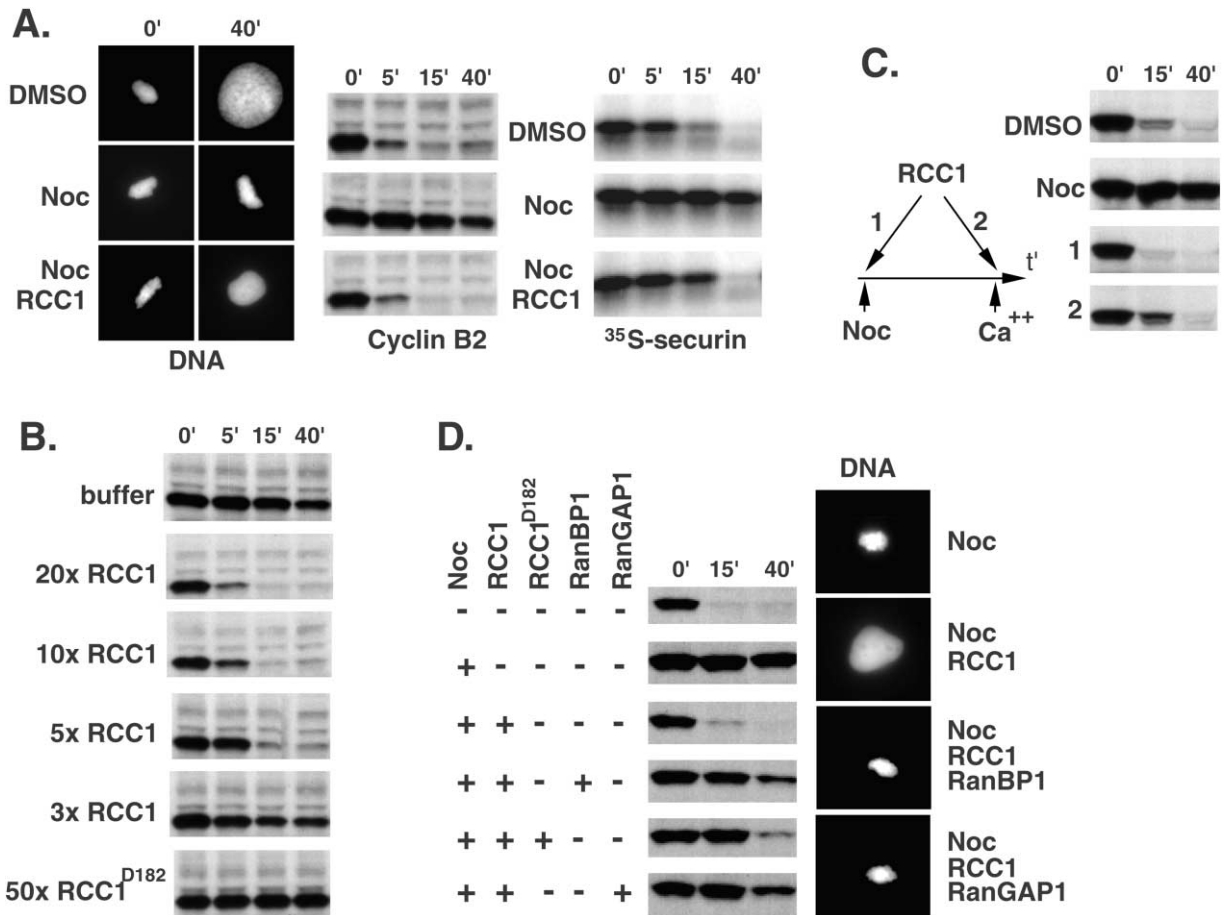 A.
0' 40'
DMSO
Noc
Noc
RCC1
DNA
0' 5' 15' 40'
Cyclin B2
0' 5' 15' 40'
DMSO
Noc
Noc
RCC1
35S-securin
C.
RCC1
1 2
t'
Noc Ca++
0' 15' 40'
DMSO
Noc
1
2
B.
0' 5' 15' 40'
buffer
20x RCC1
10x RCC1
5x RCC1
3x RCC1
50x RCC1D182
D.
Noc RCC1 RCC1D182 RanBP1 RanGAP1
0' 15' 40'
- - - - -
+ - - - -
+ + - - -
+ + - + -
+ + + - -
+ + - - +
DNA
Noc
Noc
RCC1
Noc
RCC1
RanBP1
Noc
RCC1
RanGAP1